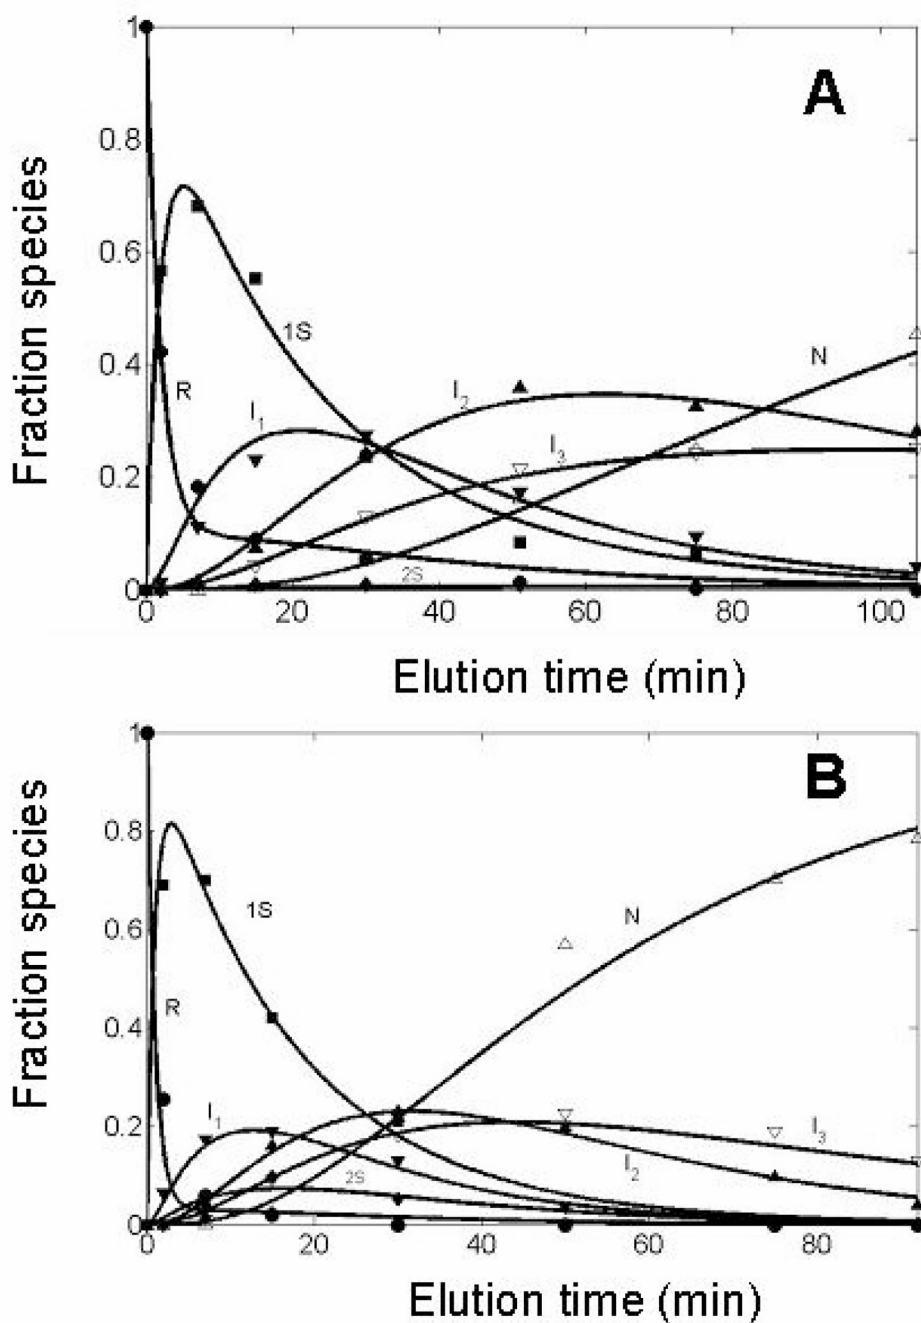 A
Fraction species
1
0.8
0.6
0.4
0.2
0
R
1S
I1
I2
I3
N
2S
0 20 40 60 80 100
Elution time (min)
B
Fraction species
1
0.8
0.6
0.4
0.2
0
R
1S
I1
2S
N
I2
I3
0 20 40 60 80
Elution time (min)